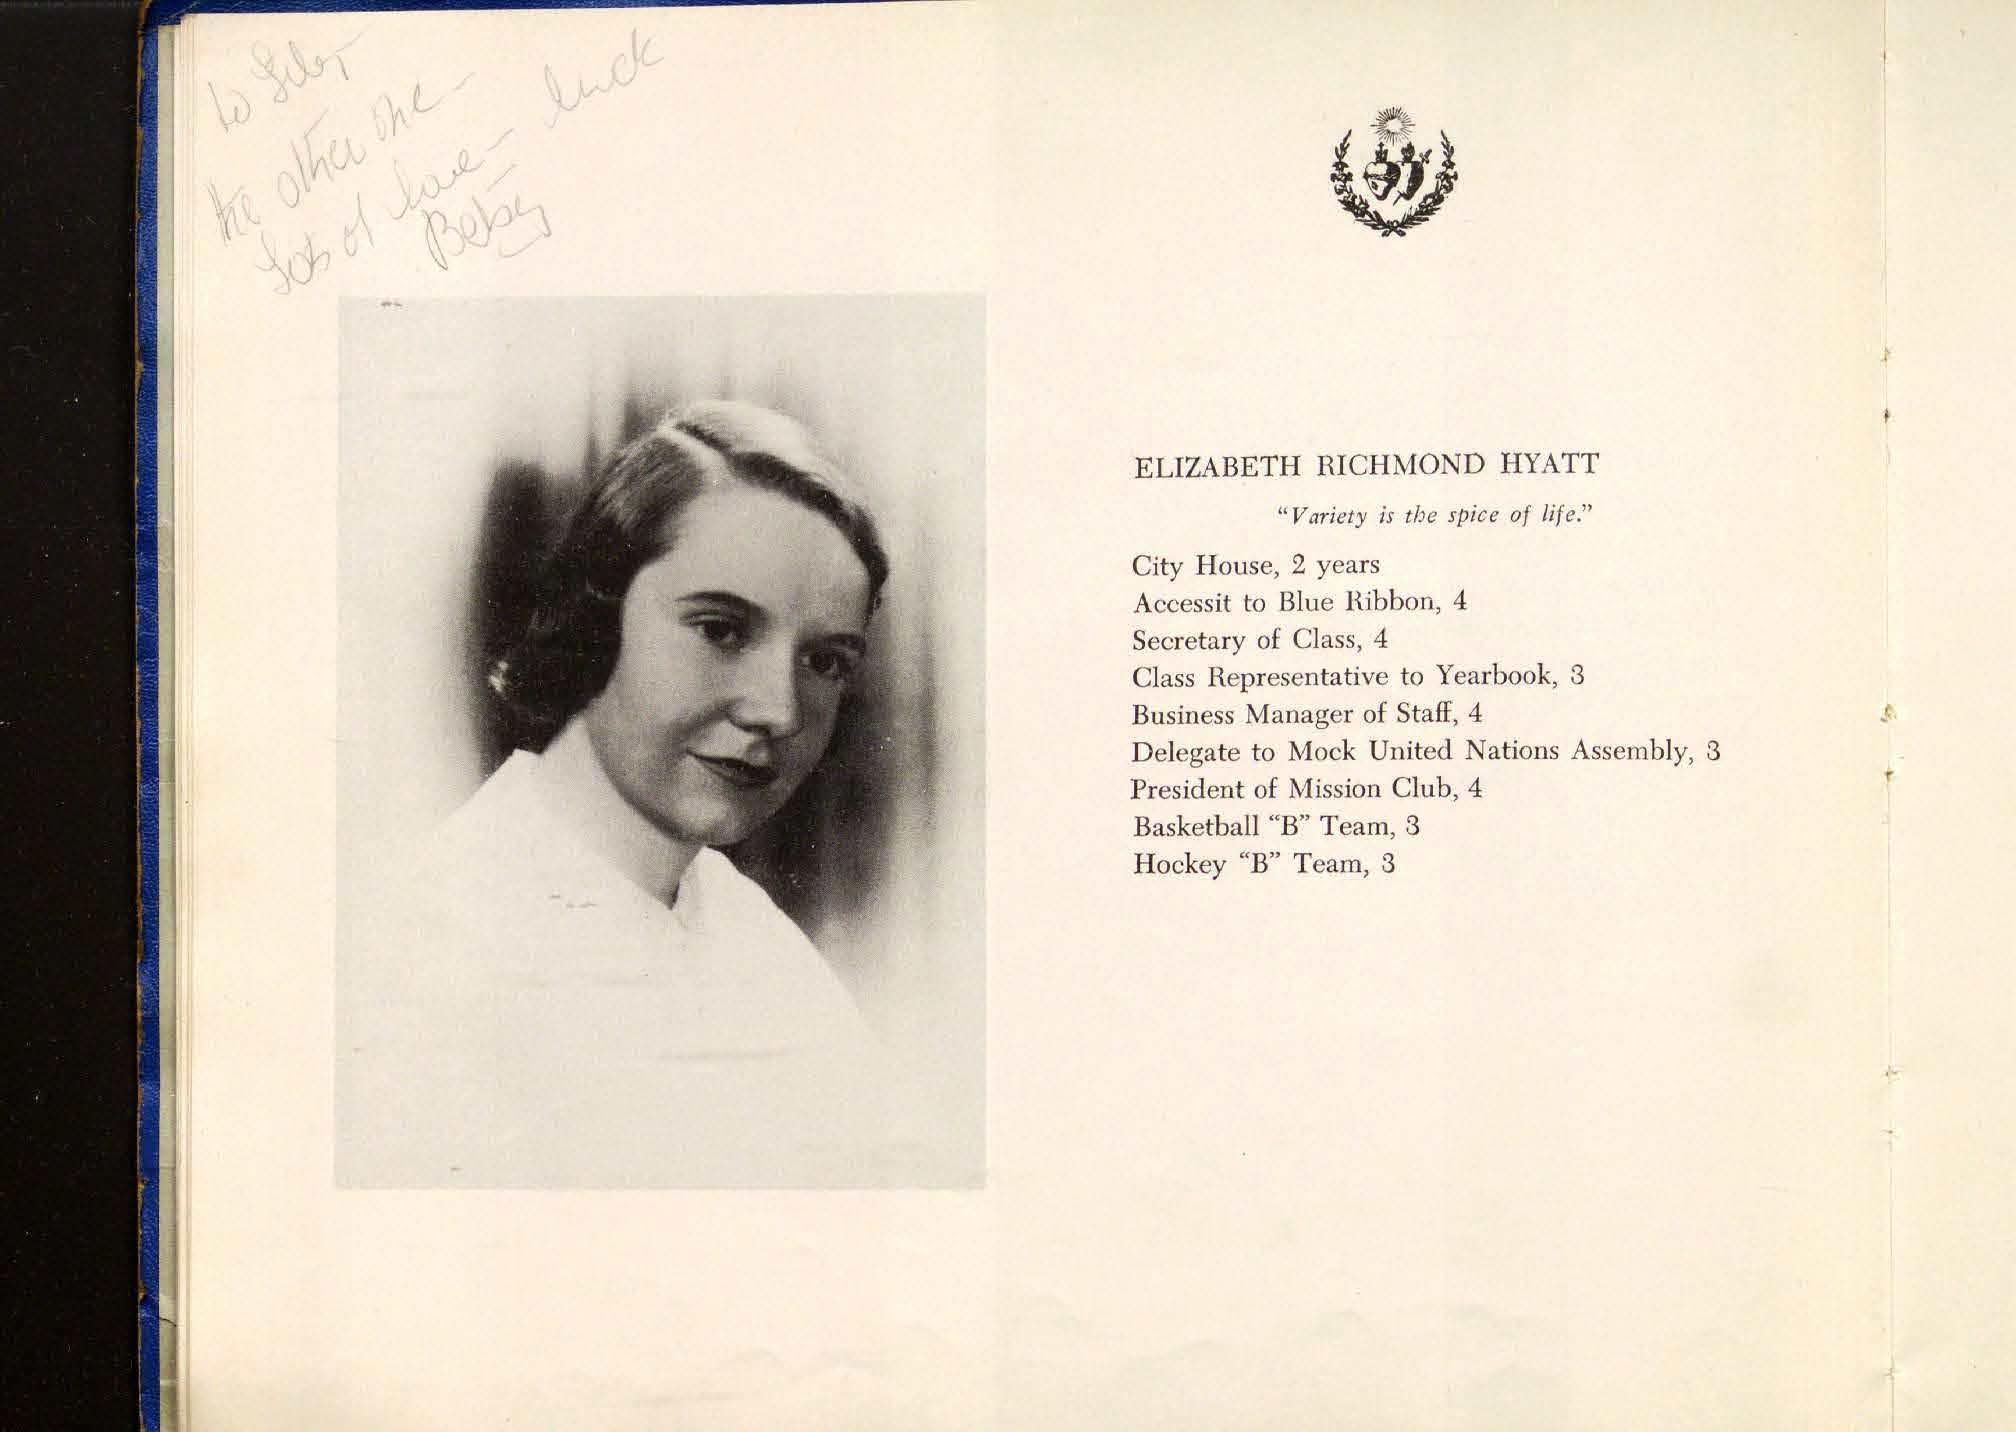 to
the other one —
Lots of love — luck
Betsy
ELIZABETH RICHMOND HYATT
“Variety is the spice of life.”
City House, 2 years
Accessit to Blue Ribbon, 4
Secretary of Class, 4
Class Representative to Yearbook, 3
Business Manager of Staff, 4
Delegate to Mock United Nations Assembly, 3
President of Mission Club, 4
Basketball “B” Team, 3
Hockey “B” Team, 3